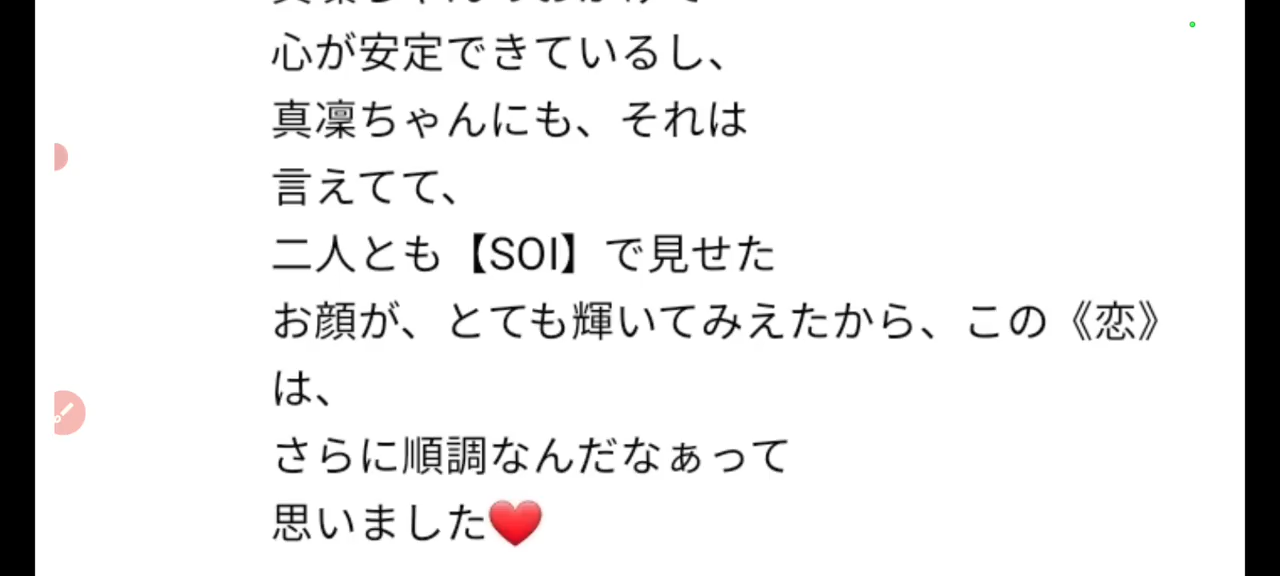 心が安定できているし、
真凜ちゃんにも、それは
言えてて、
二人とも【SOI】で見せた
お顔が、とても輝いてみえたから、この《恋》
は、
さらに順調なんだなぁって
思いました❤️